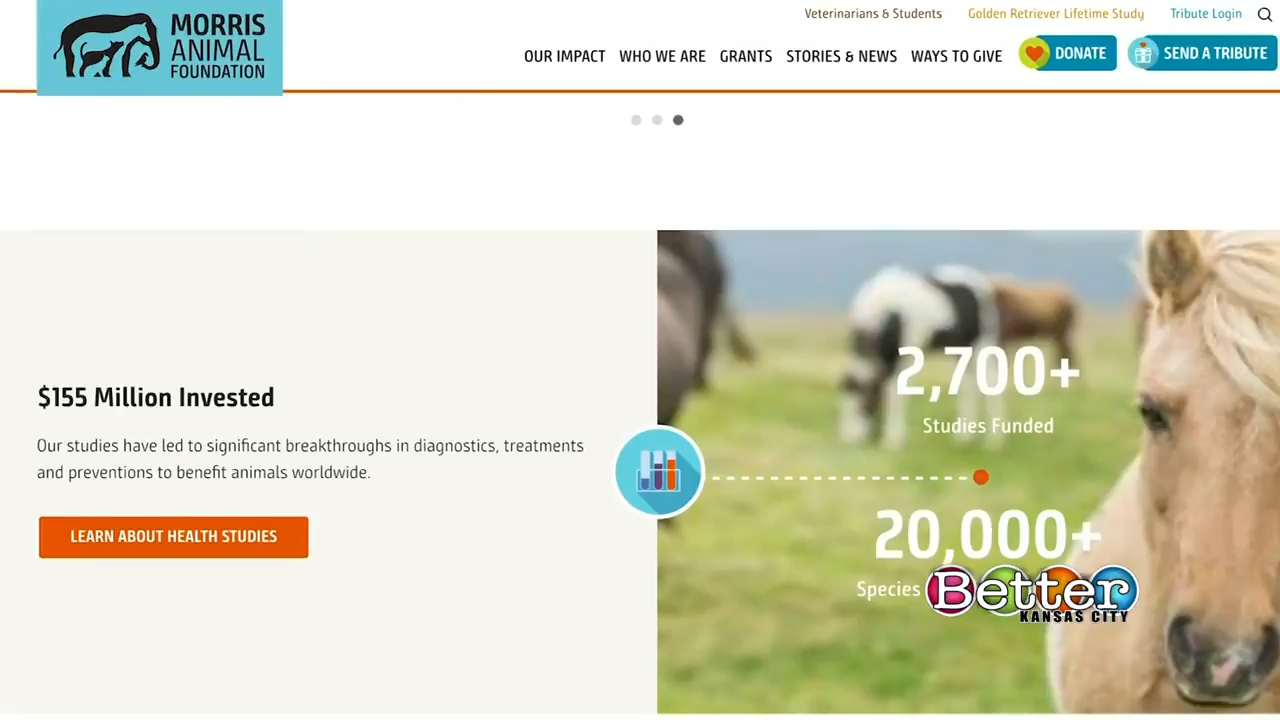 MORRIS
ANIMAL
FOUNDATION
Veterinarians & Students
Golden Retriever Lifetime Study
Tribute Login
OUR IMPACT
WHO WE ARE
GRANTS
STORIES & NEWS
WAYS TO GIVE
DONATE
SEND A TRIBUTE
$155 Million Invested
Our studies have led to significant breakthroughs in diagnostics, treatments
and preventions to benefit animals worldwide.
LEARN ABOUT HEALTH STUDIES
2,700+
Studies Funded
20,000+
Species
Better
KANSAS CITY